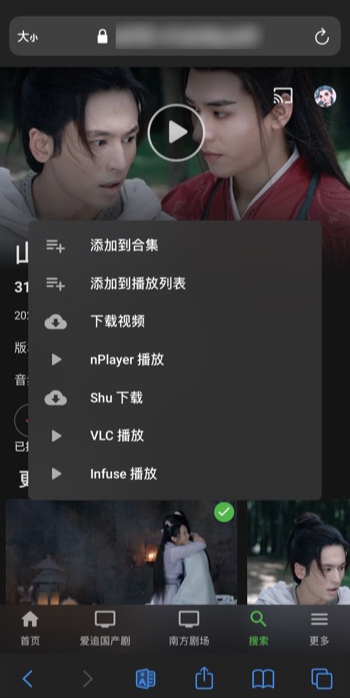 大小
山
31
202
版
添加到合集
添加到播放列表
下载视频
nPlayer 播放
Shu 下载
VLC 播放
Infuse 播放
音
已
更
首页
爱追国产剧
南方剧场
搜索
更多